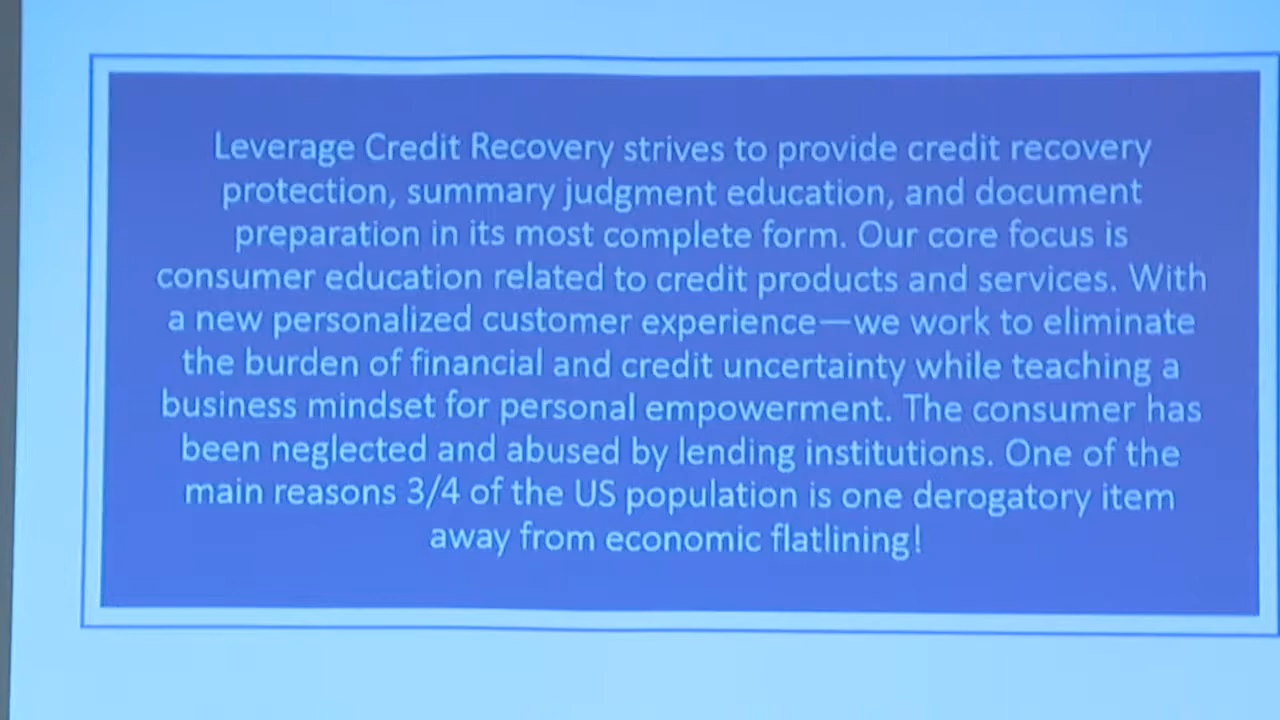 Leverage Credit Recovery strives to provide credit recovery
protection, summary judgment education, and document
preparation in its most complete form. Our core focus is
consumer education related to credit products and services. With
a new personalized customer experience—we work to eliminate
the burden of financial and credit uncertainty while teaching a
business mindset for personal empowerment. The consumer has
been neglected and abused by lending institutions. One of the
main reasons 3/4 of the US population is one derogatory item
away from economic flatlining!